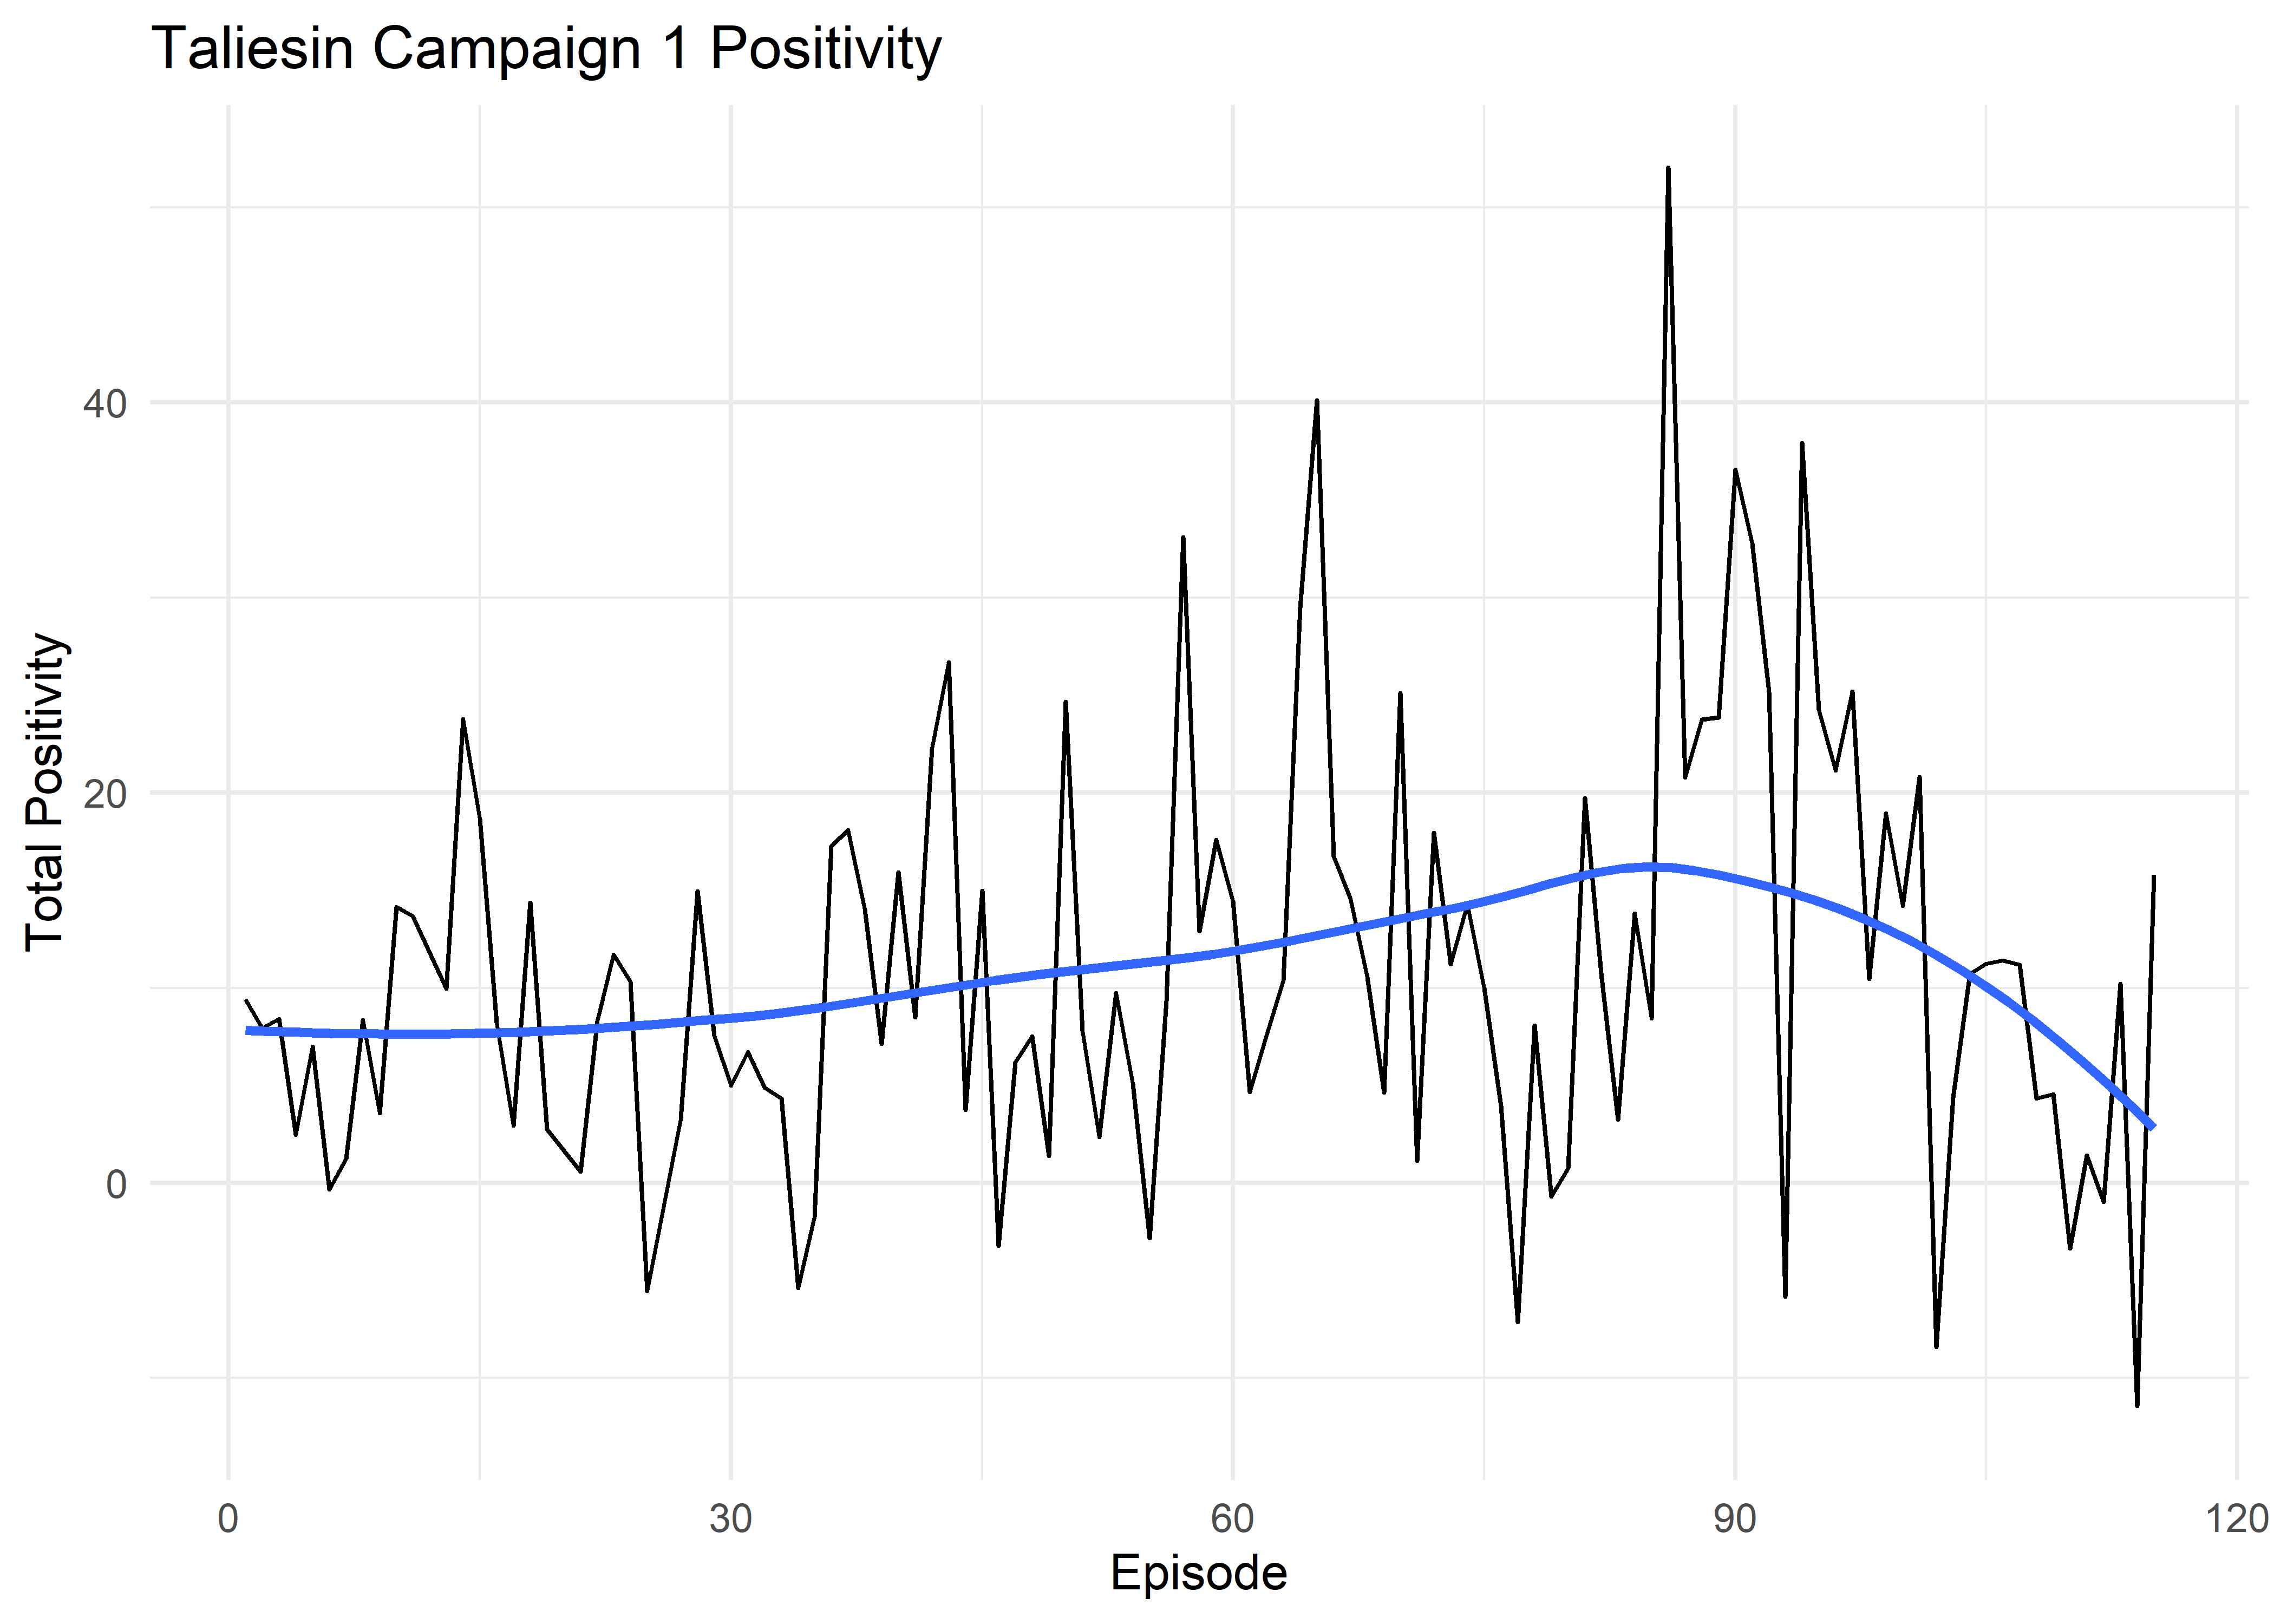 Taliesin Campaign 1 Positivity
Total Positivity
40
20
0
0 30 60 90 120
Episode